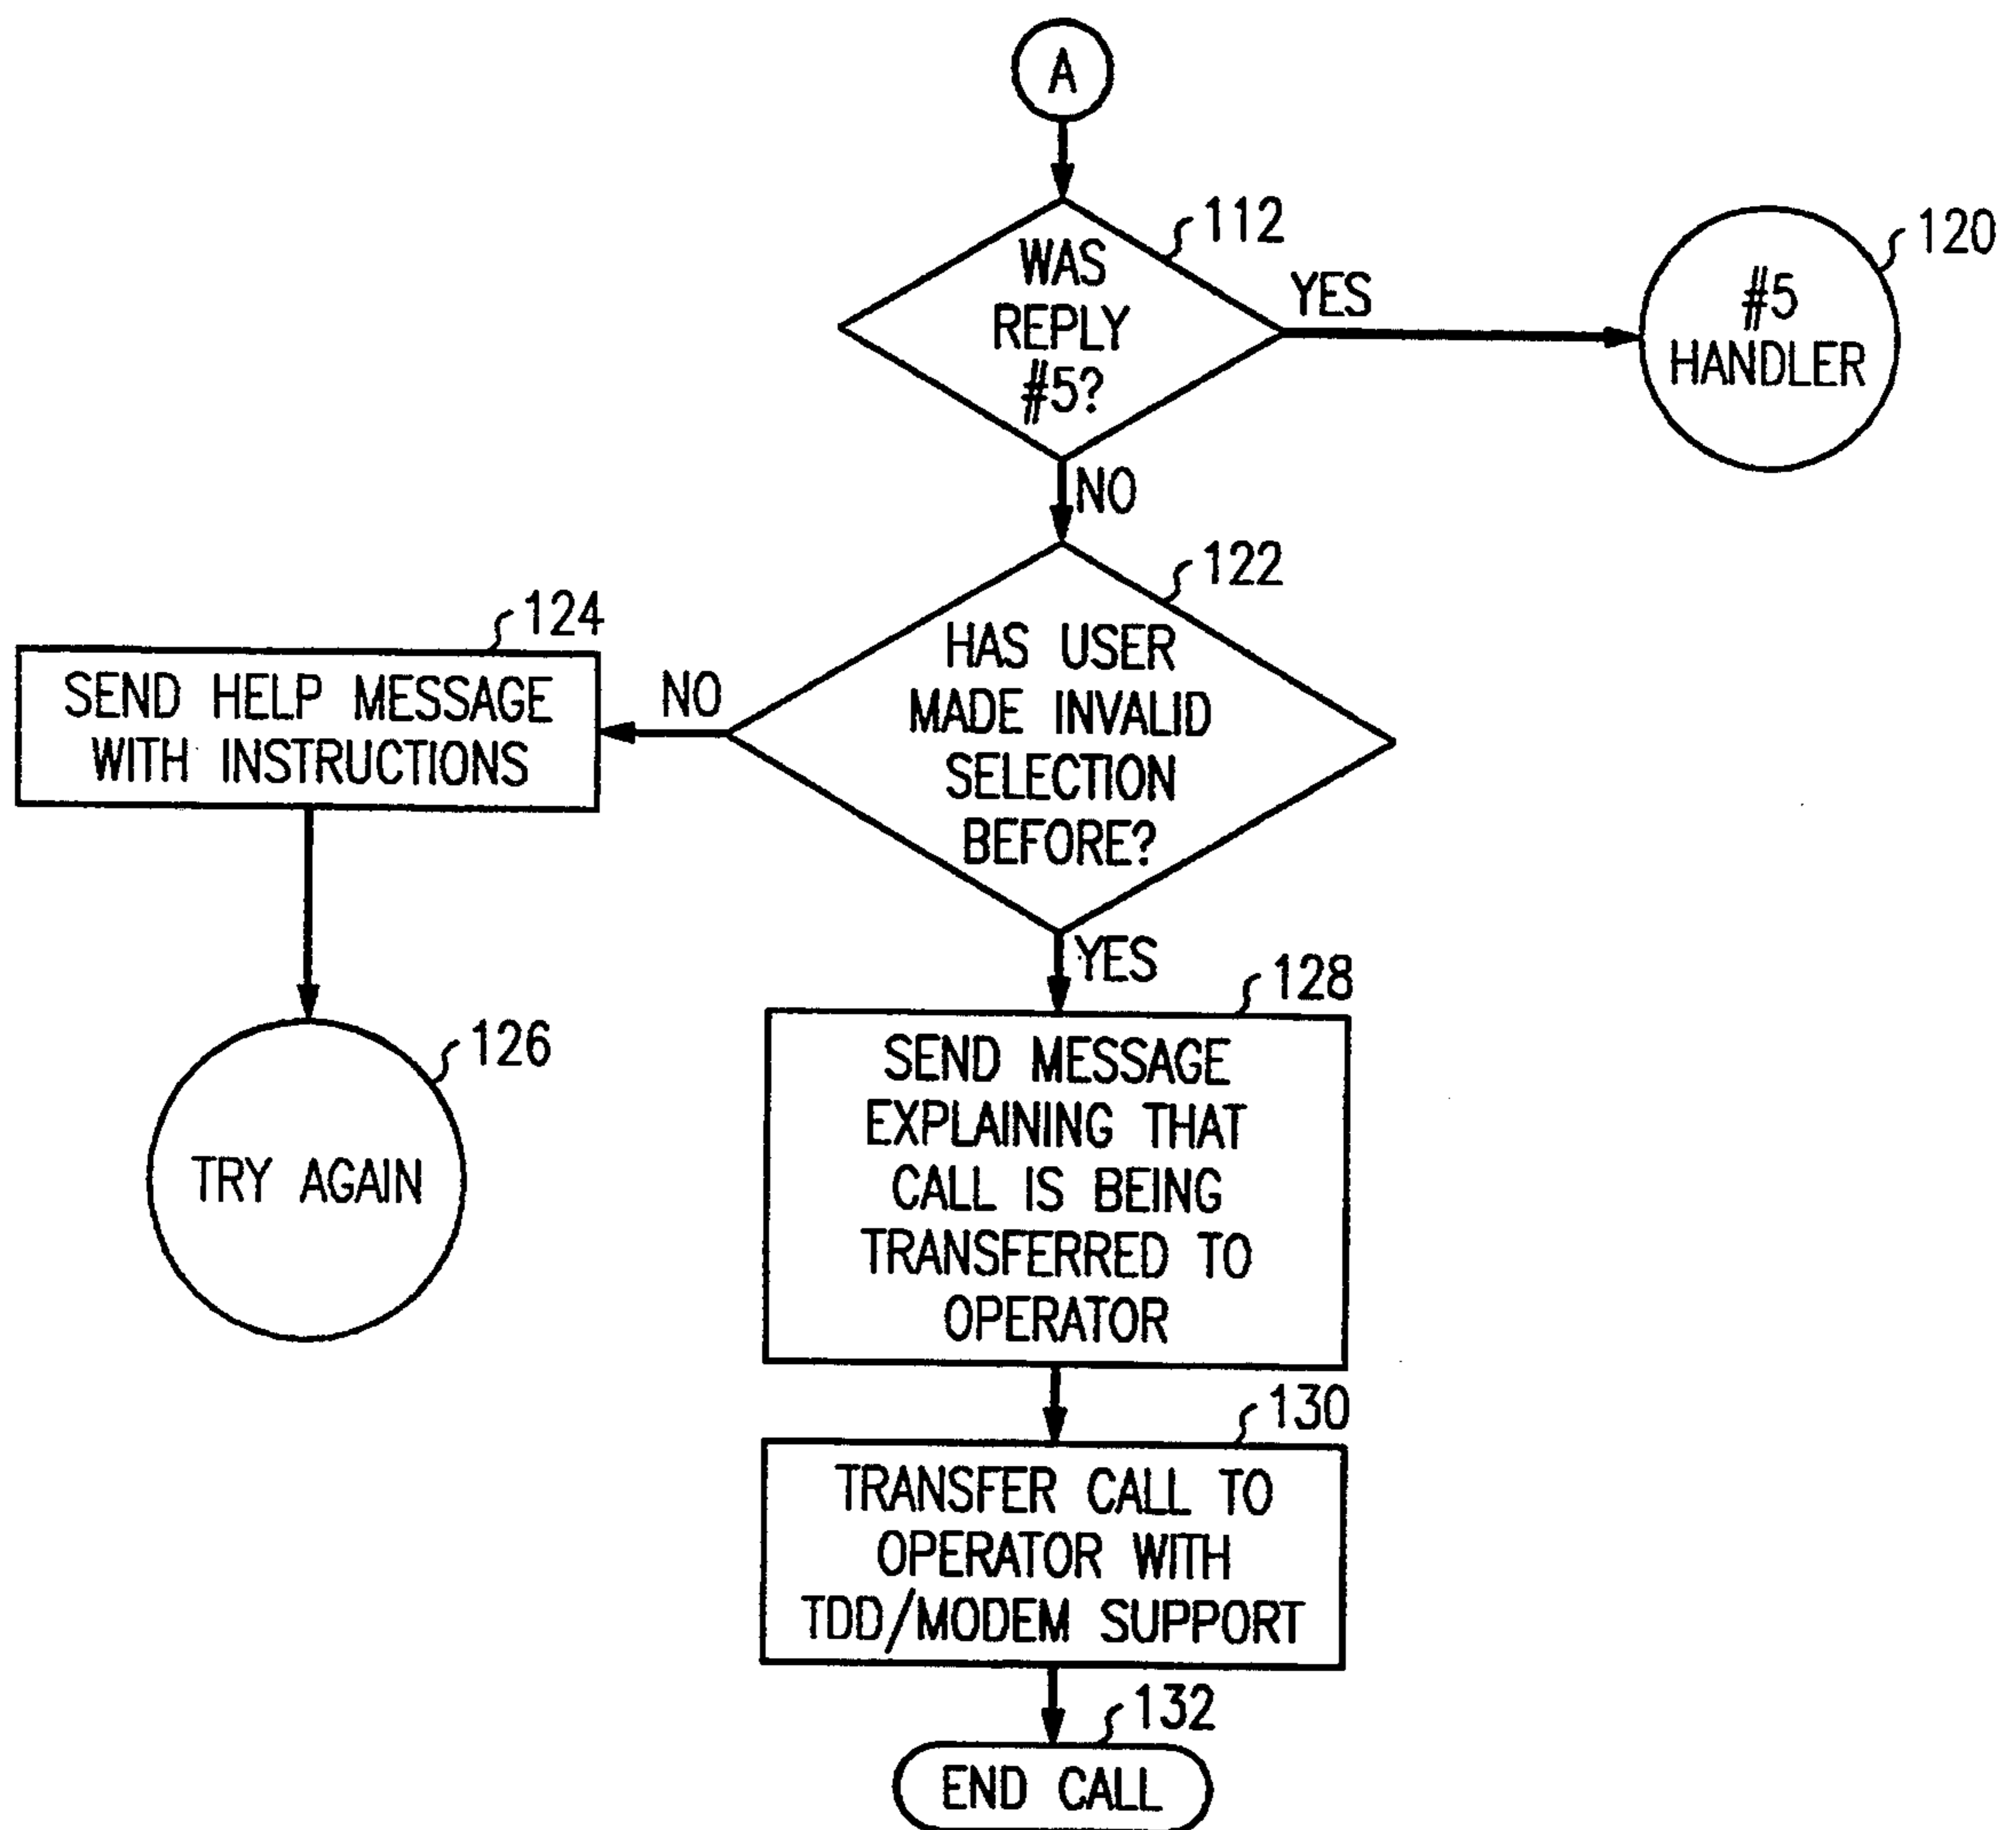 A
112
WAS
REPLY
#5?
YES
120
#5
HANDLER
NO
122
HAS USER
MADE INVALID
SELECTION
BEFORE?
NO
124
SEND HELP MESSAGE
WITH INSTRUCTIONS
126
TRY AGAIN
YES
128
SEND MESSAGE
EXPLAINING THAT
CALL IS BEING
TRANSFERRED TO
OPERATOR
130
TRANSFER CALL TO
OPERATOR WITH
TDD/MODEM SUPPORT
132
END CALL